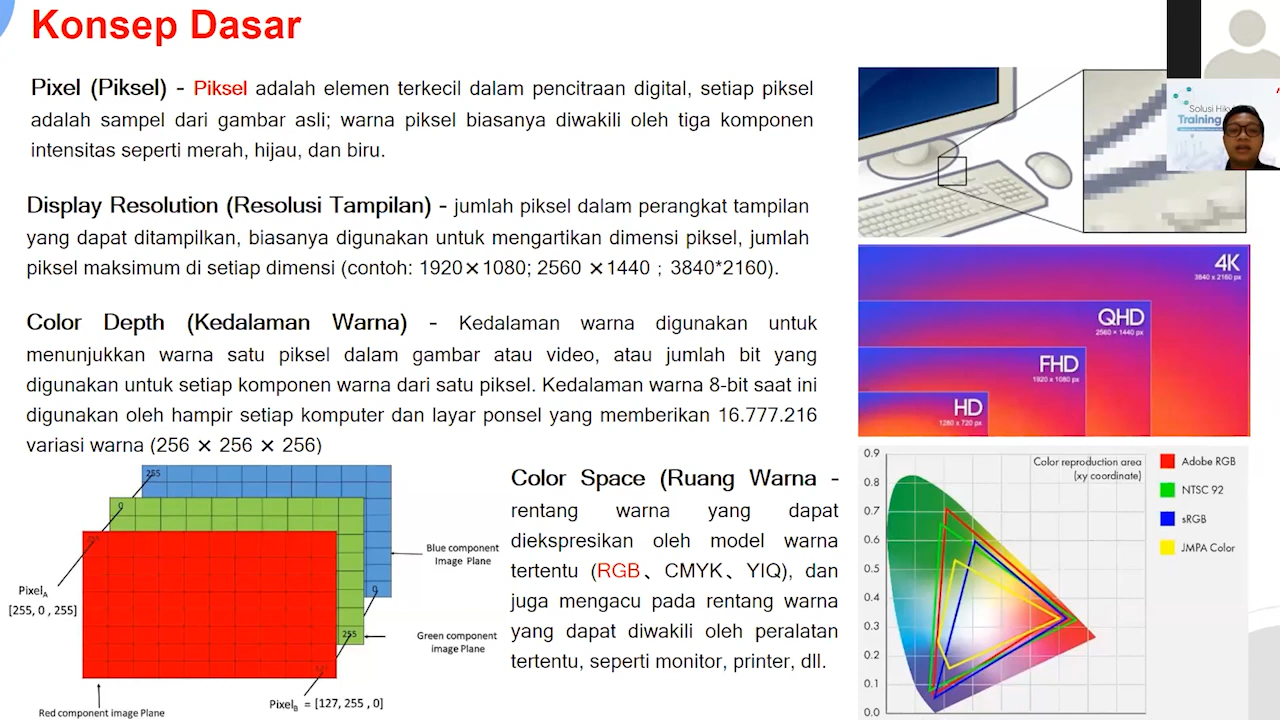 Konsep Dasar
Pixel (Piksel) - Piksel adalah elemen terkecil dalam pencitraan digital, setiap piksel
adalah sampel dari gambar asli; warna piksel biasanya diwakili oleh tiga komponen
intensitas seperti merah, hijau, dan biru.
Display Resolution (Resolusi Tampilan) - jumlah piksel dalam perangkat tampilan
yang dapat ditampilkan, biasanya digunakan untuk mengartikan dimensi piksel, jumlah
piksel maksimum di setiap dimensi (contoh: 1920×1080; 2560 ×1440 ; 3840*2160).
Color Depth (Kedalaman Warna) - Kedalaman warna digunakan untuk
menunjukkan warna satu piksel dalam gambar atau video, atau jumlah bit yang
digunakan untuk setiap komponen warna dari satu piksel. Kedalaman warna 8-bit saat ini
digunakan oleh hampir setiap komputer dan layar ponsel yang memberikan 16.777.216
variasi warna (256 × 256 × 256)
255
0
Blue component
Image Plane
0
255
Green component
image Plane
Pixel_A
[255, 0 , 255]
Pixel_B = [127, 255 , 0]
Red component image Plane
Color Space (Ruang Warna -
rentang warna yang dapat
diekspresikan oleh model warna
tertentu (RGB、CMYK、YIQ), dan
juga mengacu pada rentang warna
yang dapat diwakili oleh peralatan
tertentu, seperti monitor, printer, dll.
Solusi Hik
Training
4K
3840 x 2160 px
QHD
2560 × 1440 px
FHD
1920 x 1080 px
HD
1280 x 720 px
Color reproduction area
(xy coordinate)
0.9
0.8
0.7
0.6
0.5
0.4
0.3
0.2
0.1
0.0
Adobe RGB
NTSC 92
sRGB
JMPA Color